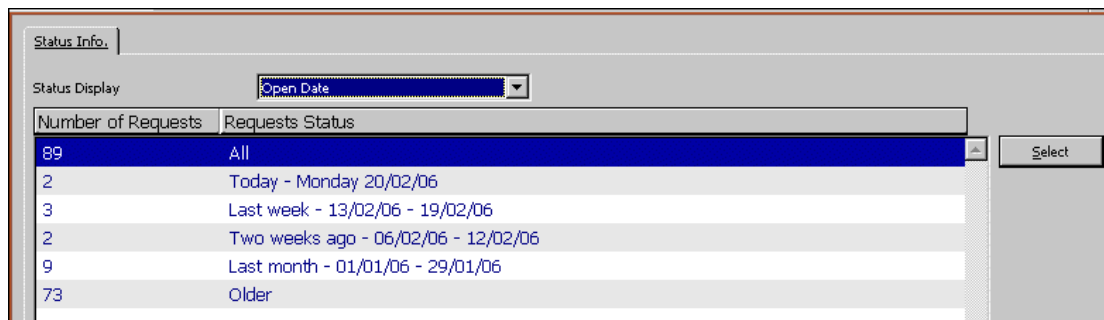 Status Info.
Status Display Open Date
Number of Requests Requests Status
89 All Select
2 Today - Monday 20/02/06
3 Last week - 13/02/06 - 19/02/06
2 Two weeks ago - 06/02/06 - 12/02/06
9 Last month - 01/01/06 - 29/01/06
73 Older